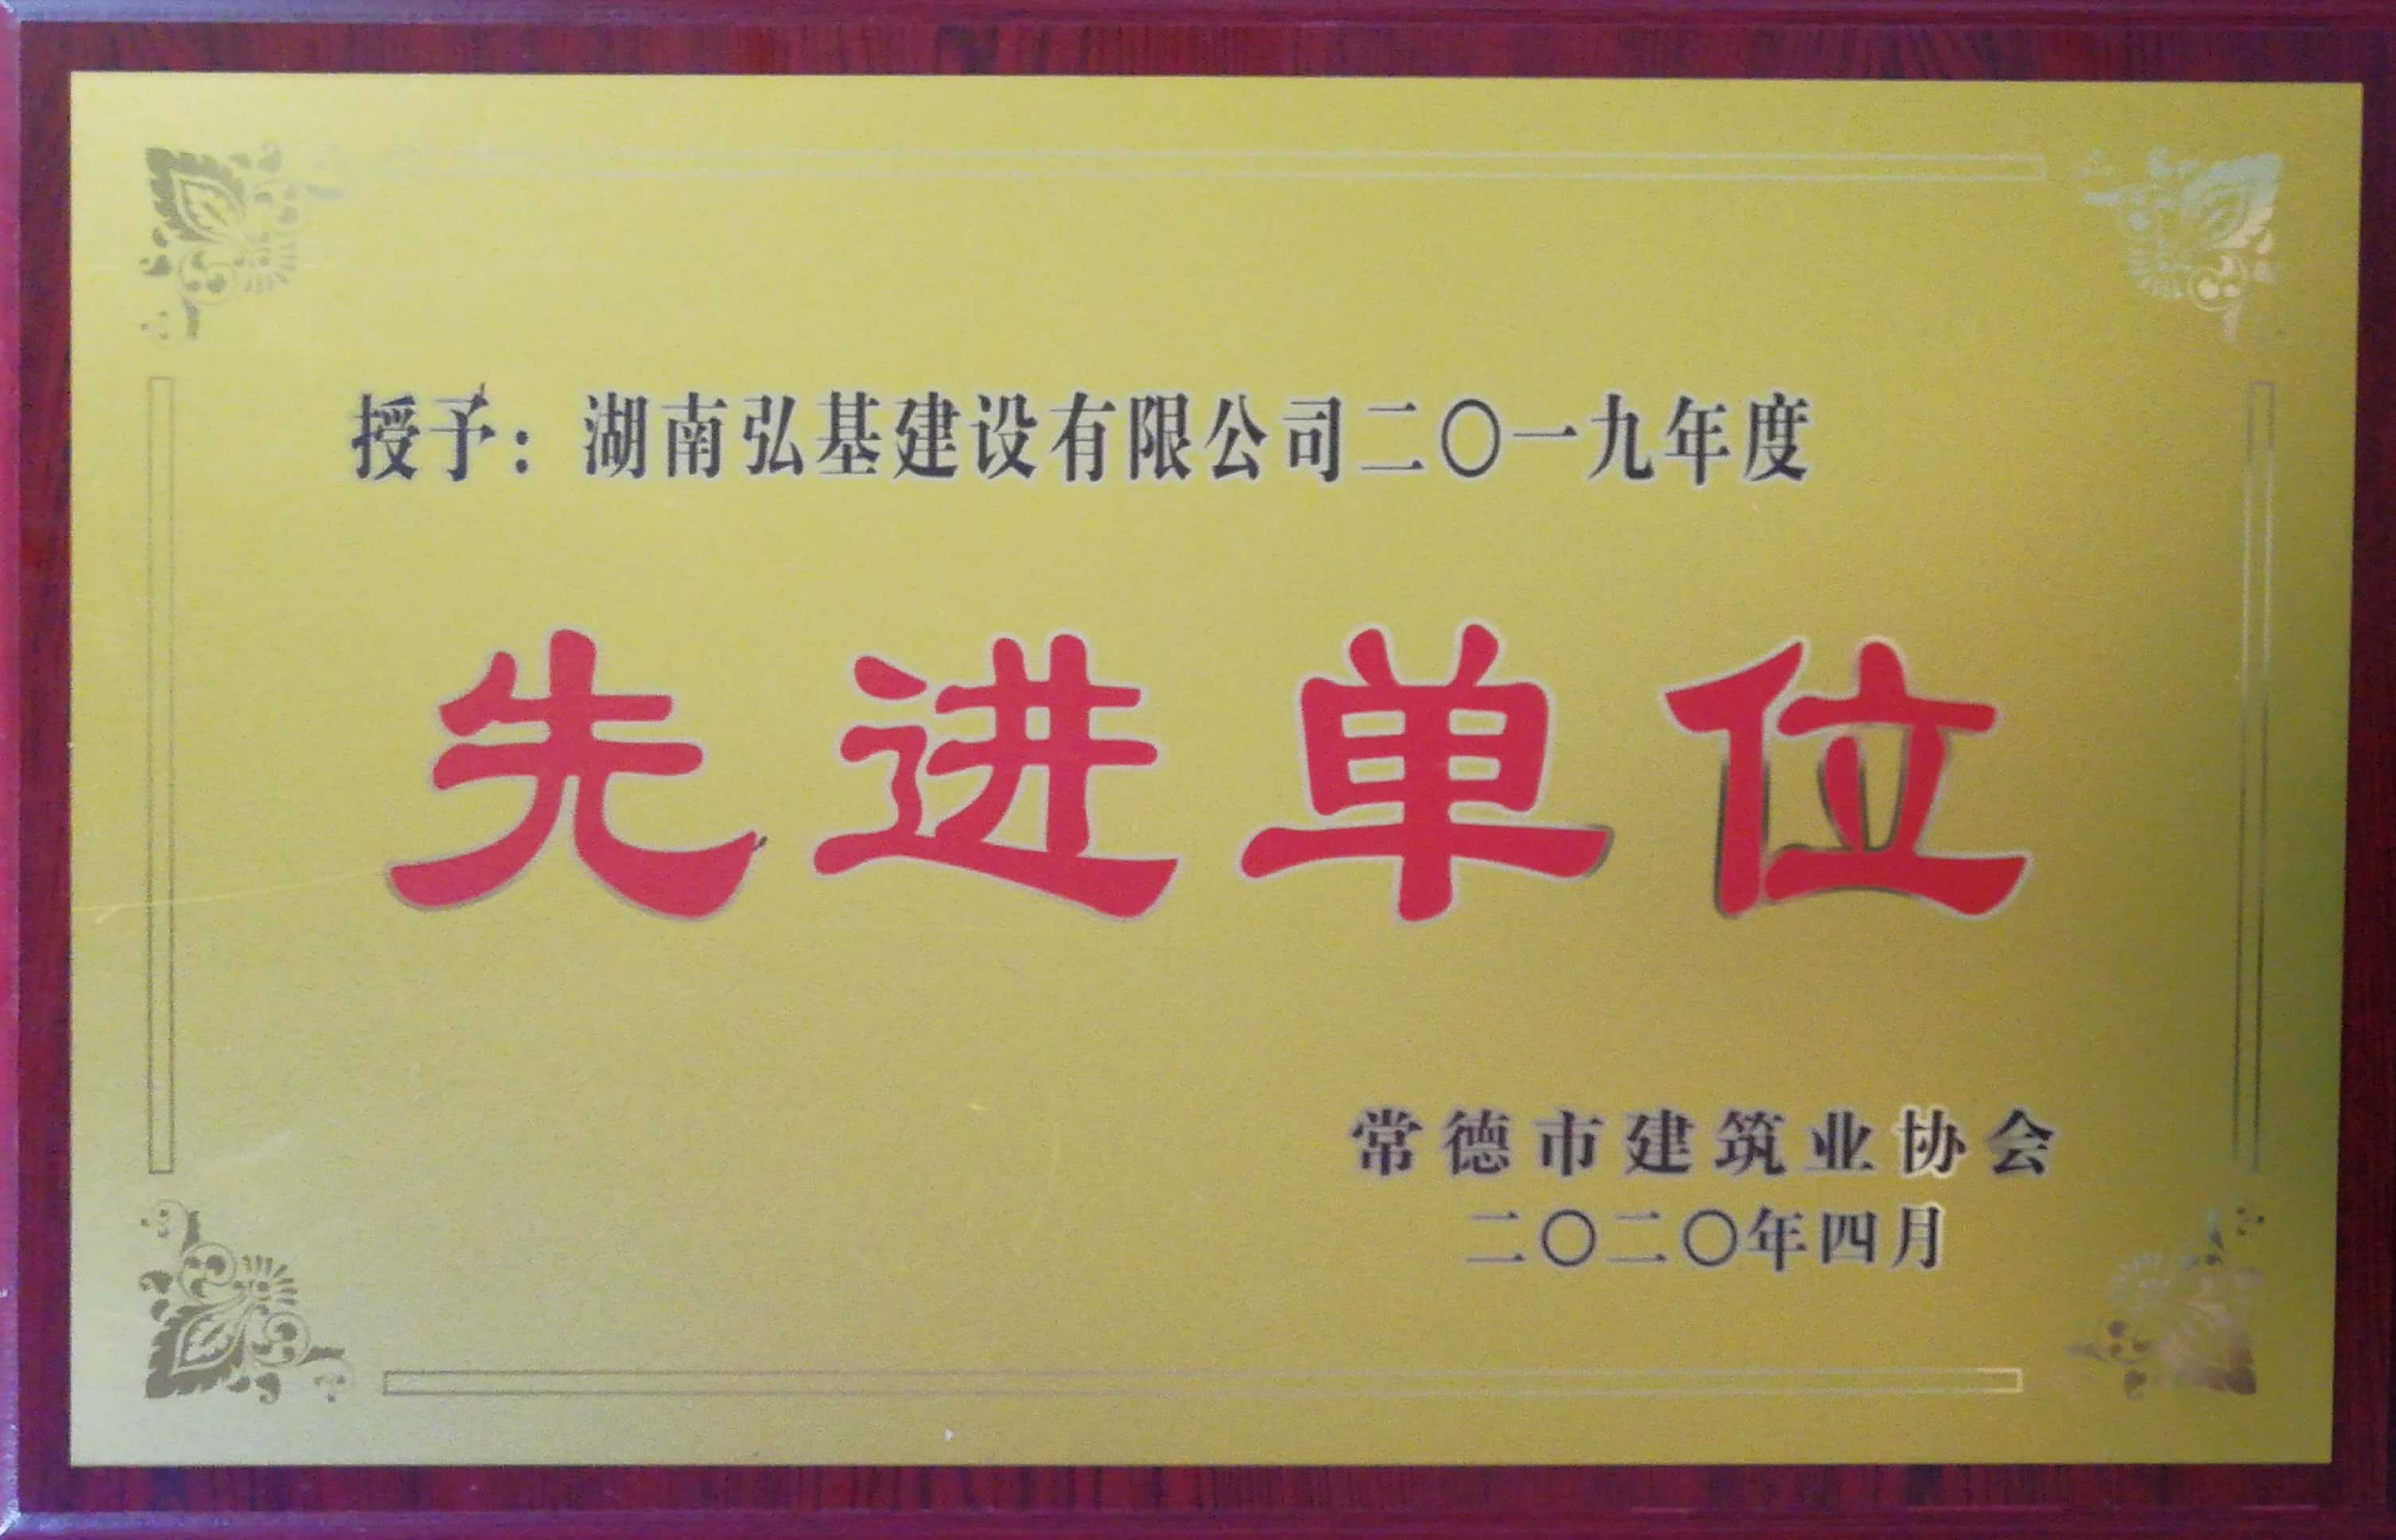 授予：湖南弘基建设有限公司二〇一九年度
先进单位
常德市建筑业协会
二〇二〇年四月